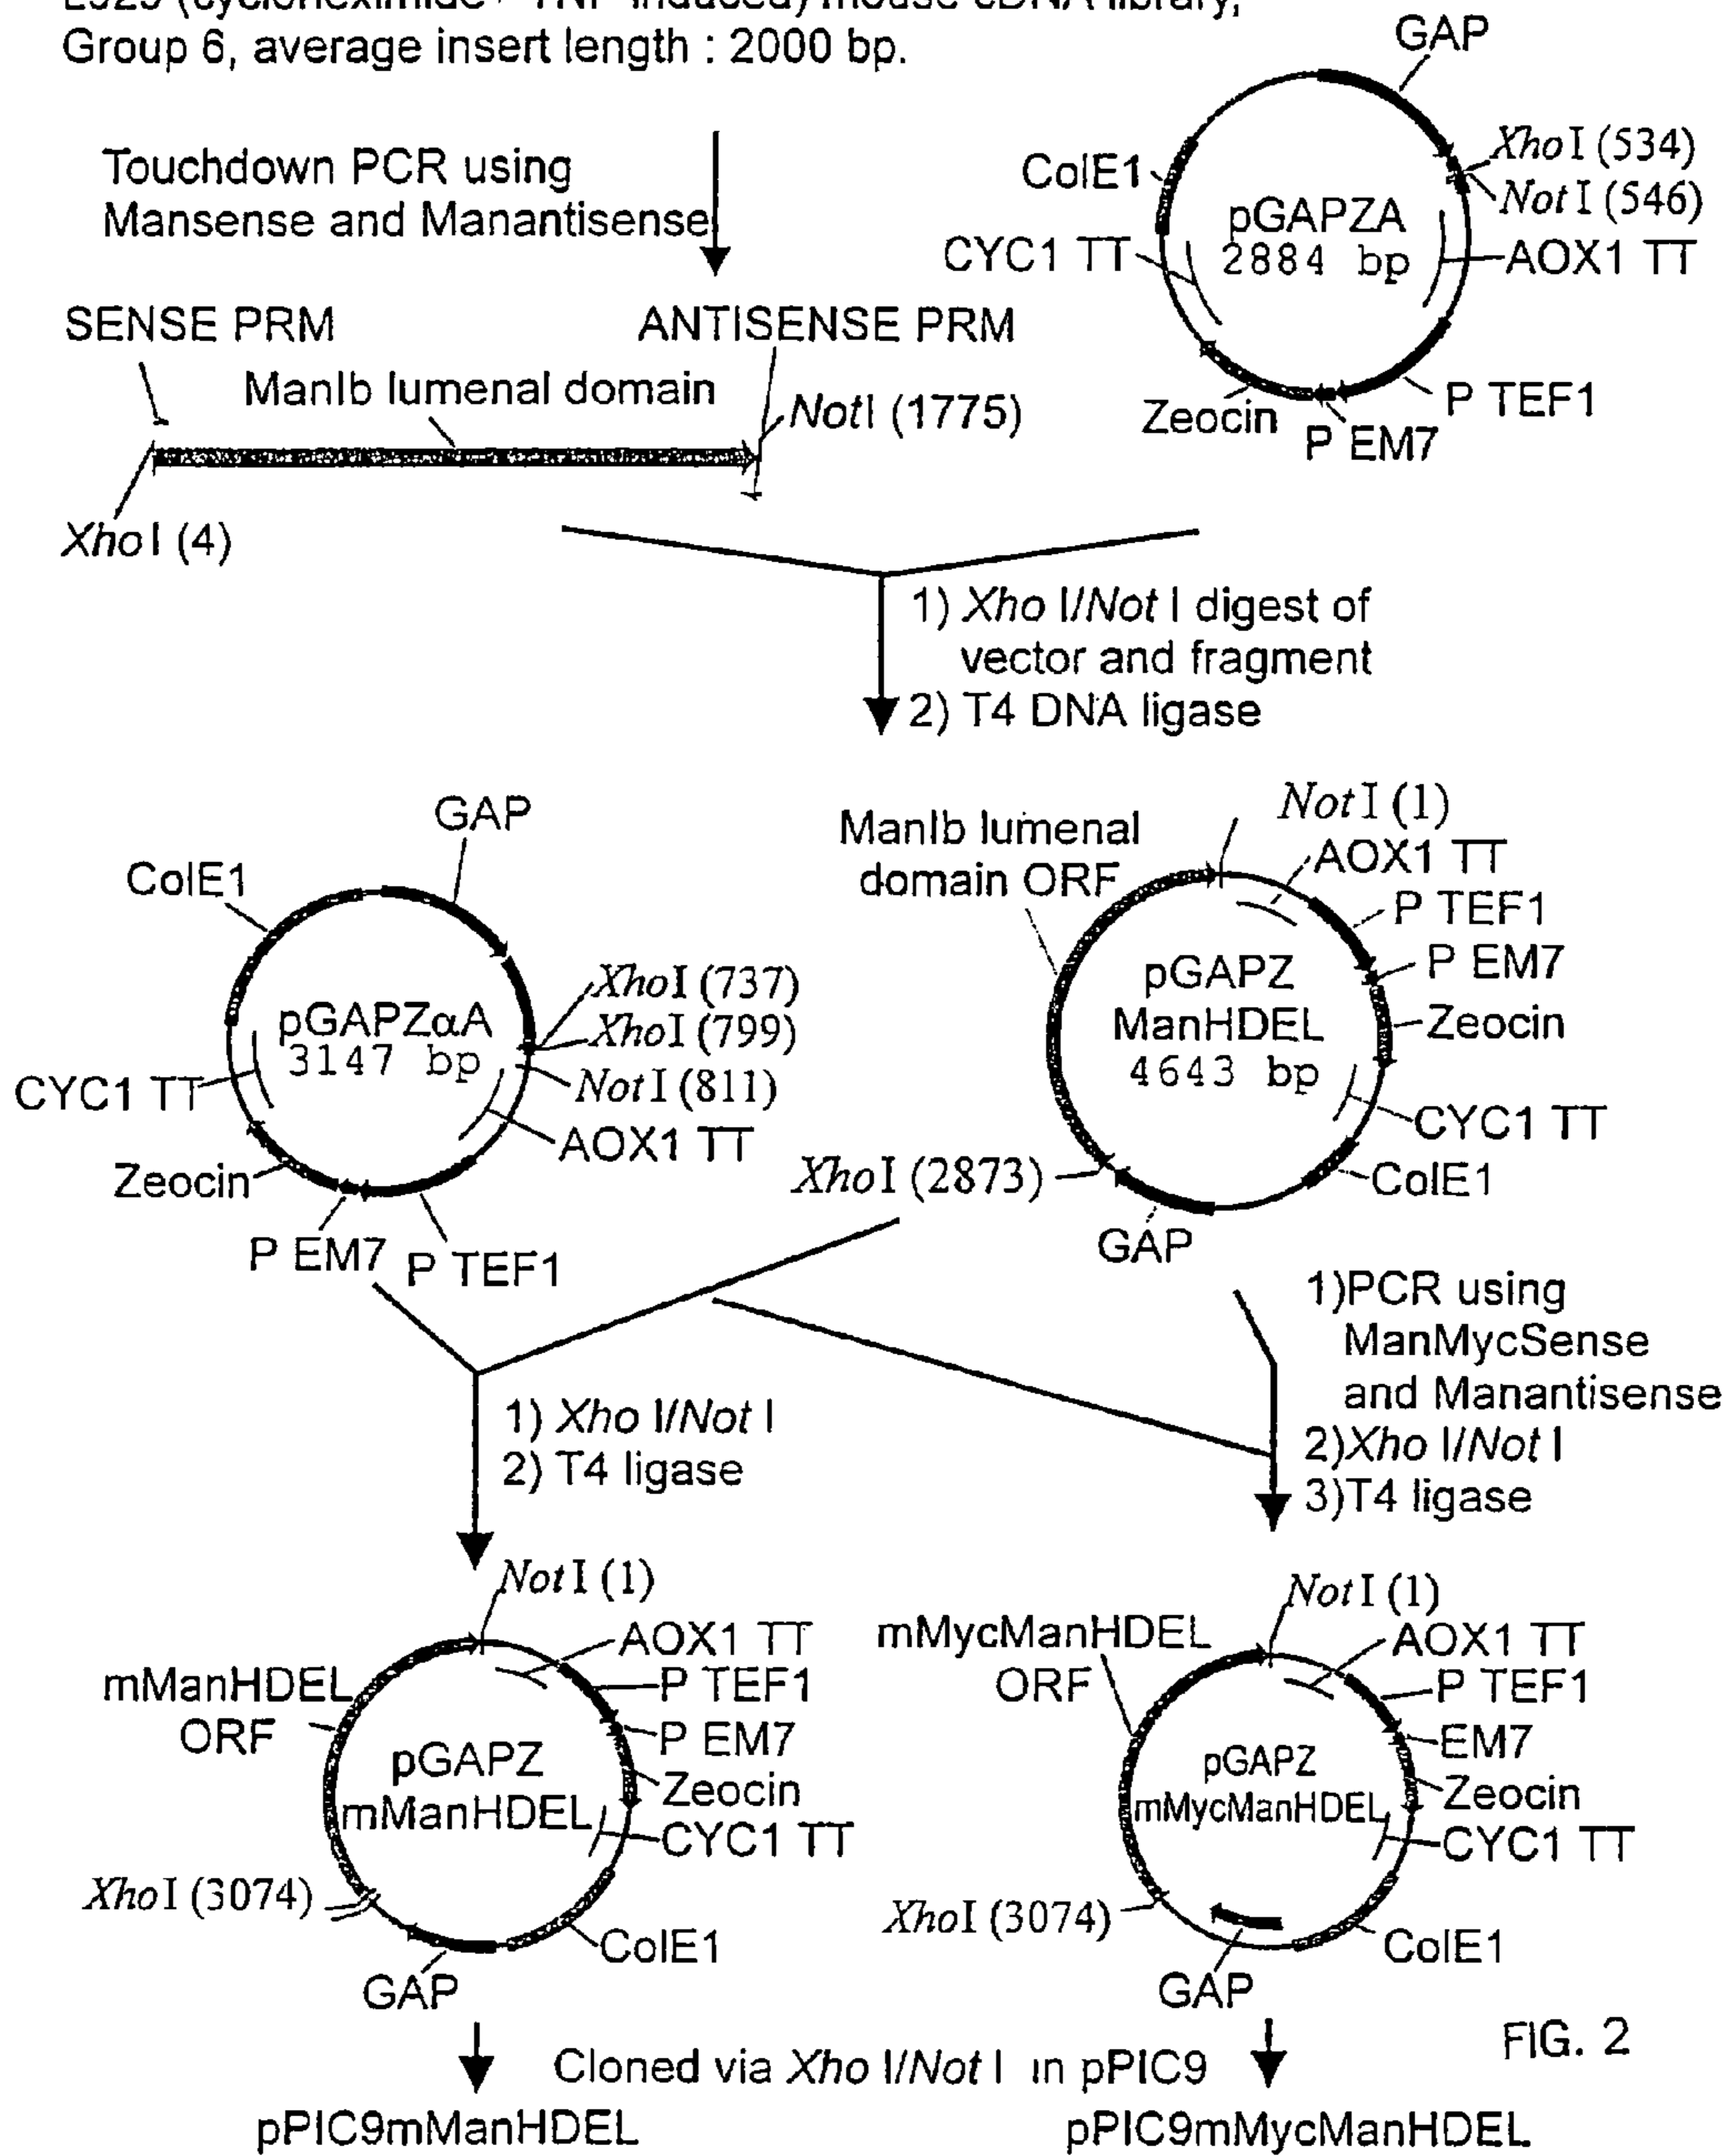 Group 6, average insert length : 2000 bp.
GAP
Touchdown PCR using
Mansense and Manantisense
XhoI (534)
NotI (546)
ColE1
pGAPZA
2884 bp
CYC1 TT
AOX1 TT
Zeocin
P EM7
P TEF1
SENSE PRM
ANTISENSE PRM
ManIb lumenal domain
NotI (1775)
XhoI (4)
1) Xho I/Not I digest of
vector and fragment
2) T4 DNA ligase
GAP
ColE1
XhoI (737)
XhoI (799)
NotI (811)
pGAPZαA
3147 bp
CYC1 TT
AOX1 TT
Zeocin
P EM7
P TEF1
NotI (1)
ManIb lumenal
domain ORF
AOX1 TT
P TEF1
P EM7
pGAPZ
ManHDEL
4643 bp
Zeocin
CYC1 TT
ColE1
XhoI (2873)
GAP
1) Xho I/Not I
2) T4 ligase
1)PCR using
ManMycSense
and Manantisense
2)Xho I/Not I
3)T4 ligase
NotI (1)
AOX1 TT
mManHDEL
ORF
P TEF1
P EM7
pGAPZ
mManHDEL
Zeocin
CYC1 TT
XhoI (3074)
ColE1
GAP
NotI (1)
mMycManHDEL
ORF
AOX1 TT
P TEF1
EM7
pGAPZ
mMycManHDEL
Zeocin
CYC1 TT
XhoI (3074)
ColE1
GAP
FIG. 2
Cloned via Xho I/Not I in pPIC9
pPIC9mManHDEL
pPIC9mMycManHDEL